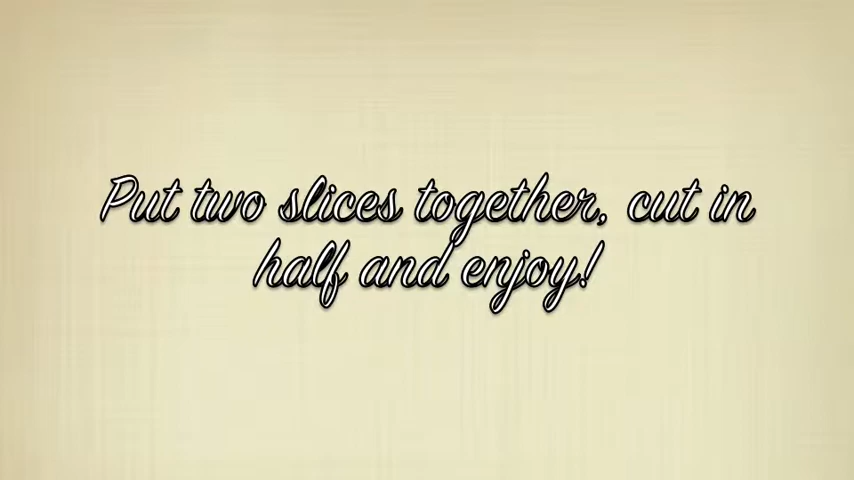 Put two slices together, cut in
half and enjoy!